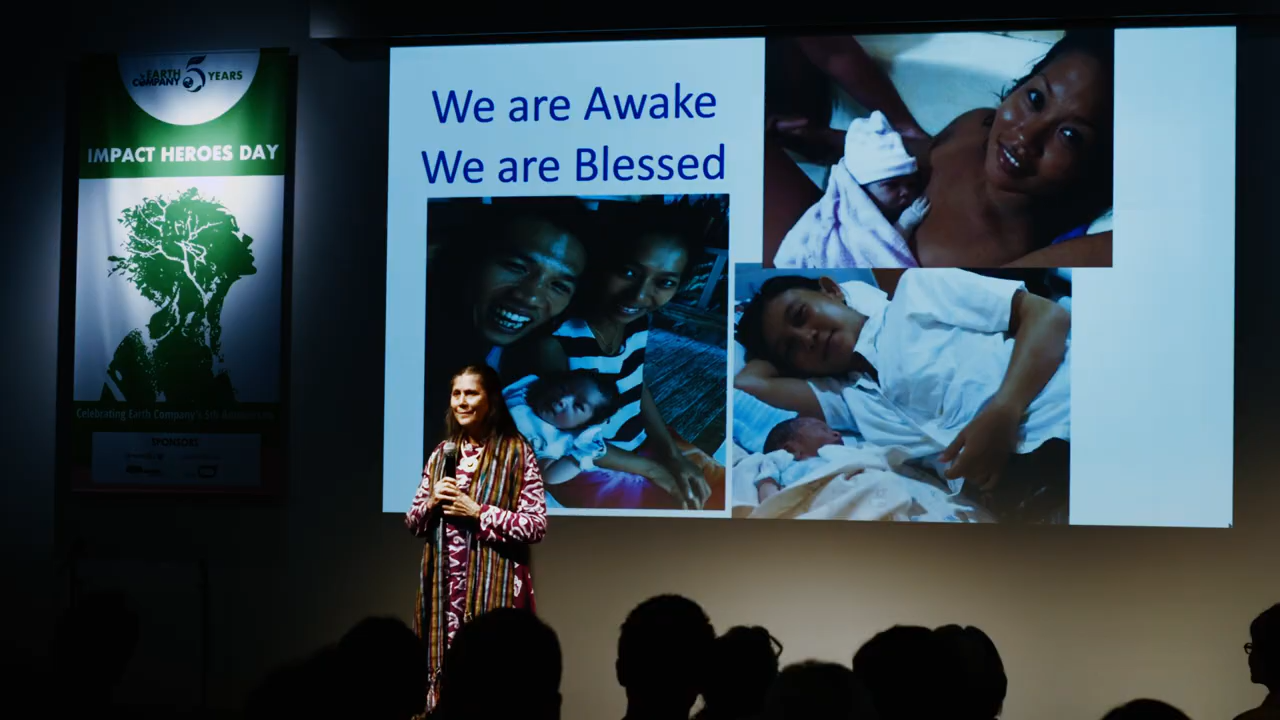 EARTH
COMPANY
5 YEARS
IMPACT HEROES DAY
Celebrating Earth Company's 5th Anniversary
SPONSORS
We are Awake
We are Blessed